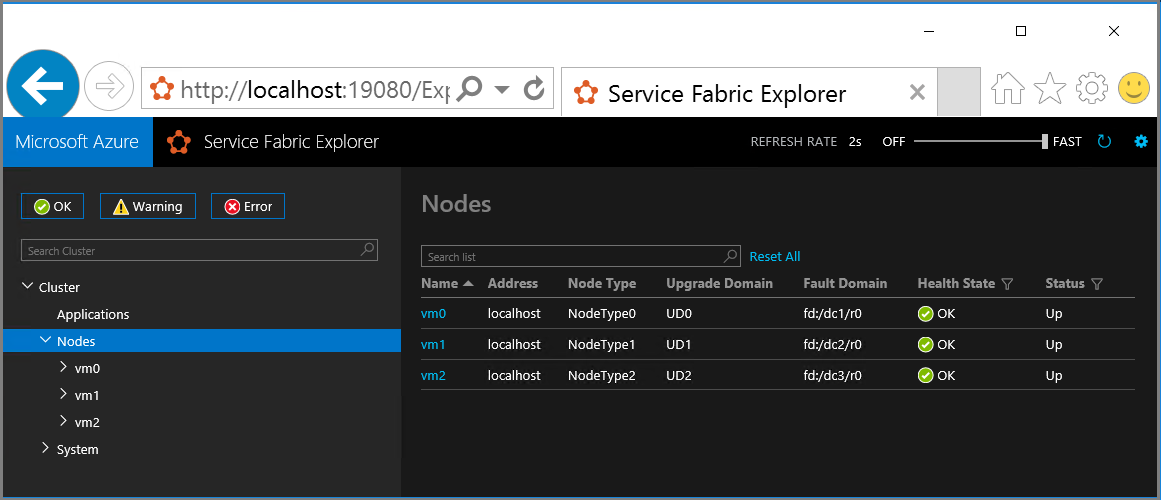 http://localhost:19080/Exp
Service Fabric Explorer
Microsoft Azure
Service Fabric Explorer
REFRESH RATE 2s OFF FAST
OK Warning Error
Search Cluster
Cluster
Applications
Nodes
vm0
vm1
vm2
System
Nodes
Search list Reset All
Name Address Node Type Upgrade Domain Fault Domain Health State Status
vm0 localhost NodeType0 UD0 fd:/dc1/r0 OK Up
vm1 localhost NodeType1 UD1 fd:/dc2/r0 OK Up
vm2 localhost NodeType2 UD2 fd:/dc3/r0 OK Up